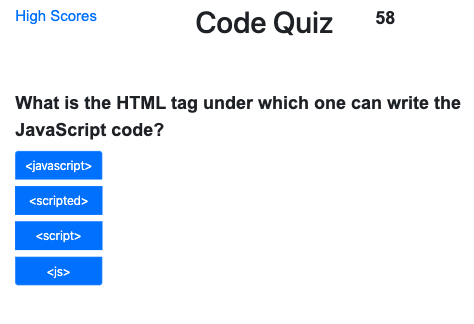 High Scores
Code Quiz
58
What is the HTML tag under which one can write the
JavaScript code?
<javascript>
<scripted>
<script>
<js>